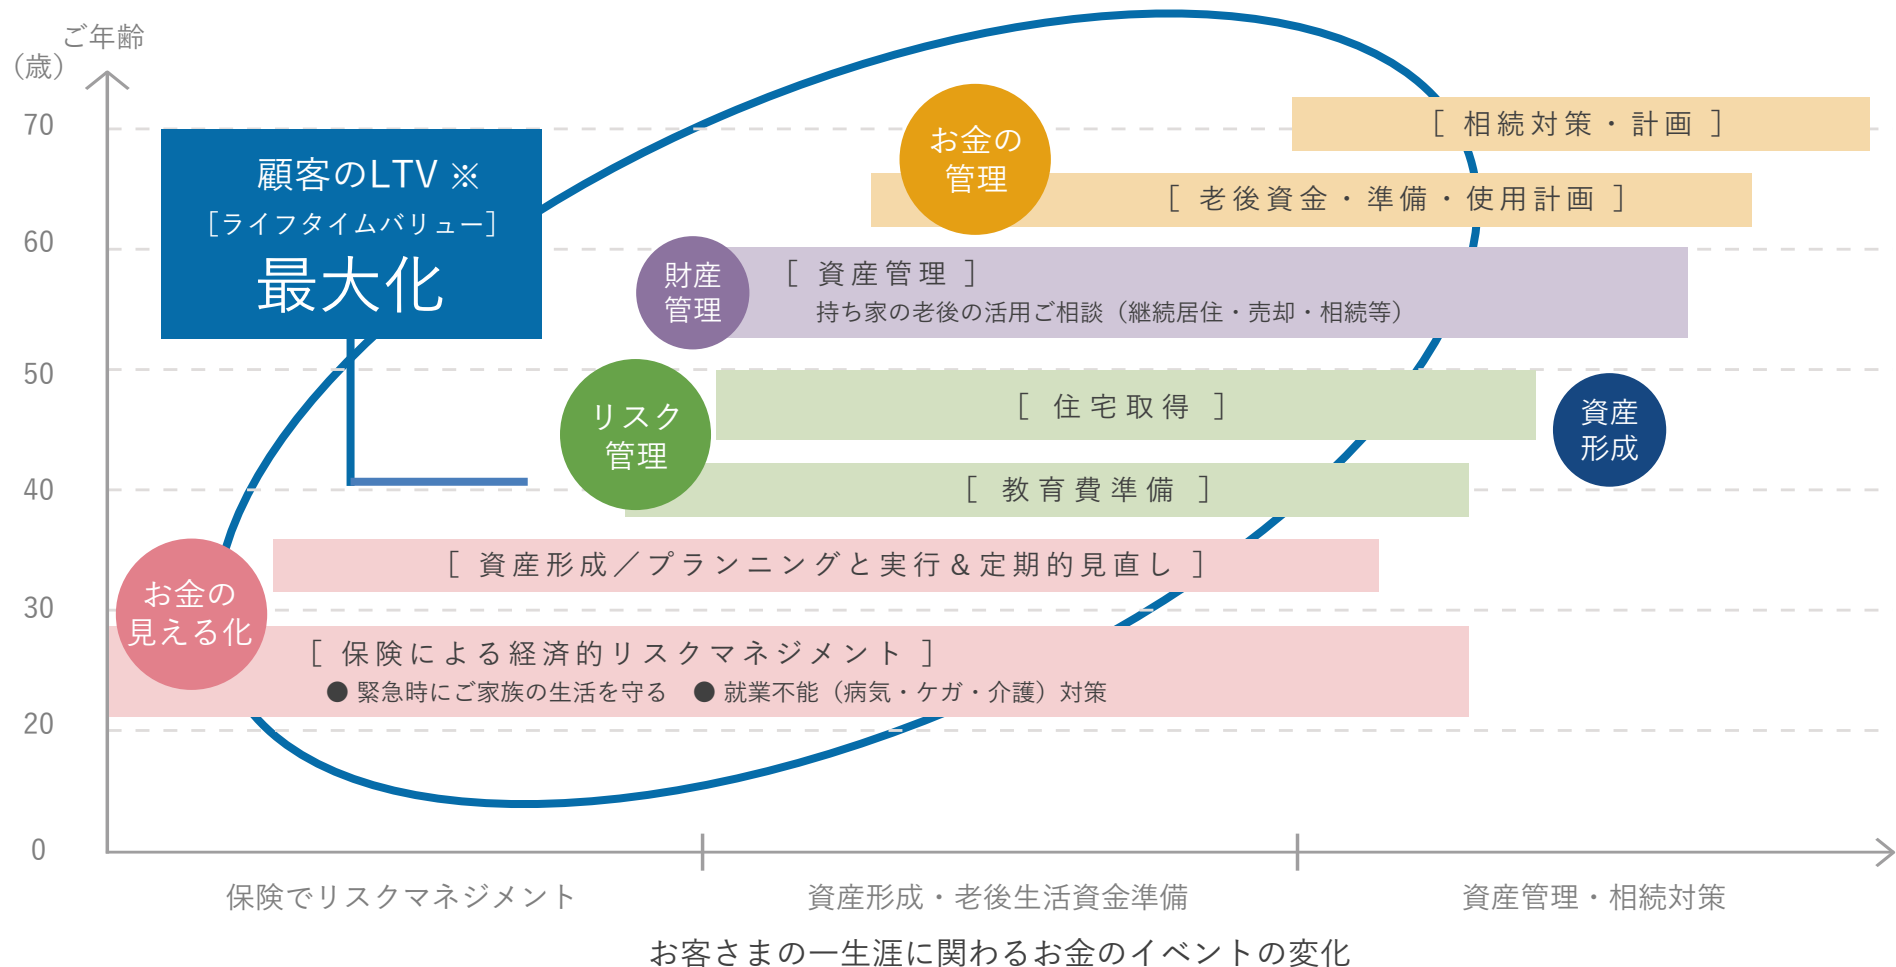 ご年齢
（歳）
70
60
50
40
30
20
0
顧客のLTV ※
［ライフタイムバリュー］
最大化
お金の
管理
［ 相続対策・計画 ］
［ 老後資金・準備・使用計画 ］
財産
管理
［ 資産管理 ］
持ち家の老後の活用ご相談（継続居住・売却・相続等）
リスク
管理
［ 住宅取得 ］
［ 教育費準備 ］
資産
形成
お金の
見える化
［ 資産形成／プランニングと実行＆定期的見直し ］
［ 保険による経済的リスクマネジメント ］
● 緊急時にご家族の生活を守る ● 就業不能（病気・ケガ・介護）対策
保険でリスクマネジメント
資産形成・老後生活資金準備
資産管理・相続対策
お客さまの一生涯に関わるお金のイベントの変化